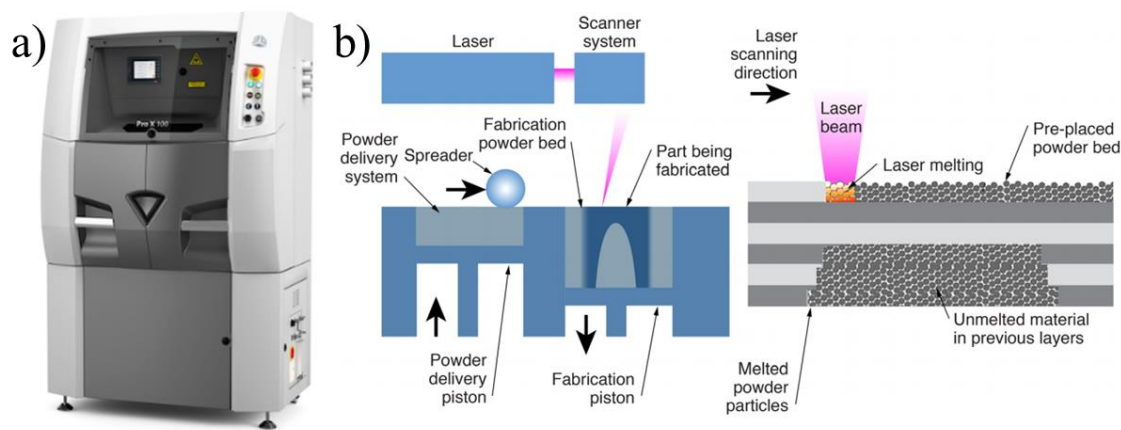 a)
Pro X 100
b)
Laser
Scanner
system
Powder
delivery
system
Spreader
Fabrication
powder bed
Part being
fabricated
Powder
delivery
piston
Fabrication
piston
Laser
scanning
direction
Laser
beam
Pre-placed
powder bed
Laser melting
Unmelted material
in previous layers
Melted
powder
particles